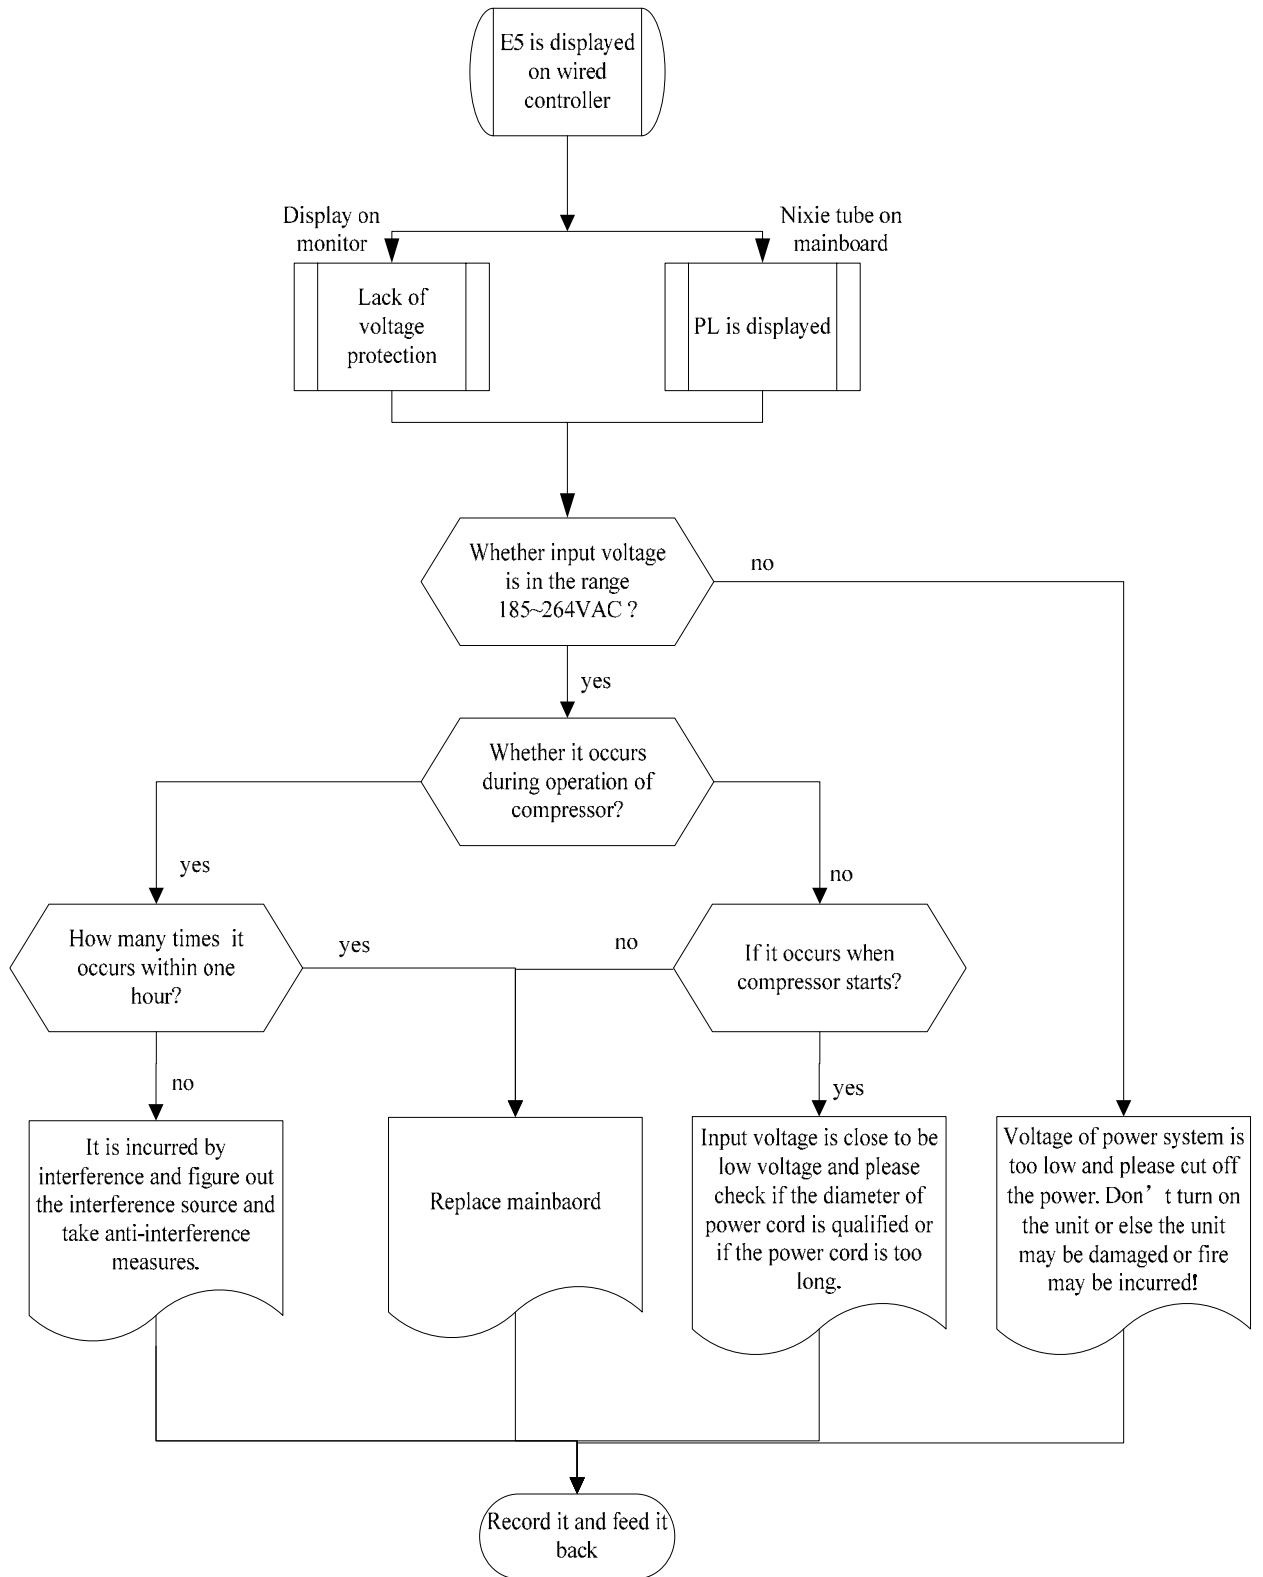 E5 is displayed
on wired
controller
Display on
monitor
Nixie tube on
mainboard
Lack of
voltage
protection
PL is displayed
Whether input voltage
is in the range
185~264VAC ?
no
yes
Whether it occurs
during operation of
compressor?
yes
no
How many times it
occurs within one
hour?
yes
no
If it occurs when
compressor starts?
no
yes
It is incurred by
interference and figure out
the interference source and
take anti-interference
measures.
Replace mainbaord
Input voltage is close to be
low voltage and please
check if the diameter of
power cord is qualified or
if the power cord is too
long.
Voltage of power system is
too low and please cut off
the power. Don’t turn on
the unit or else the unit
may be damaged or fire
may be incurred!
Record it and feed it
back